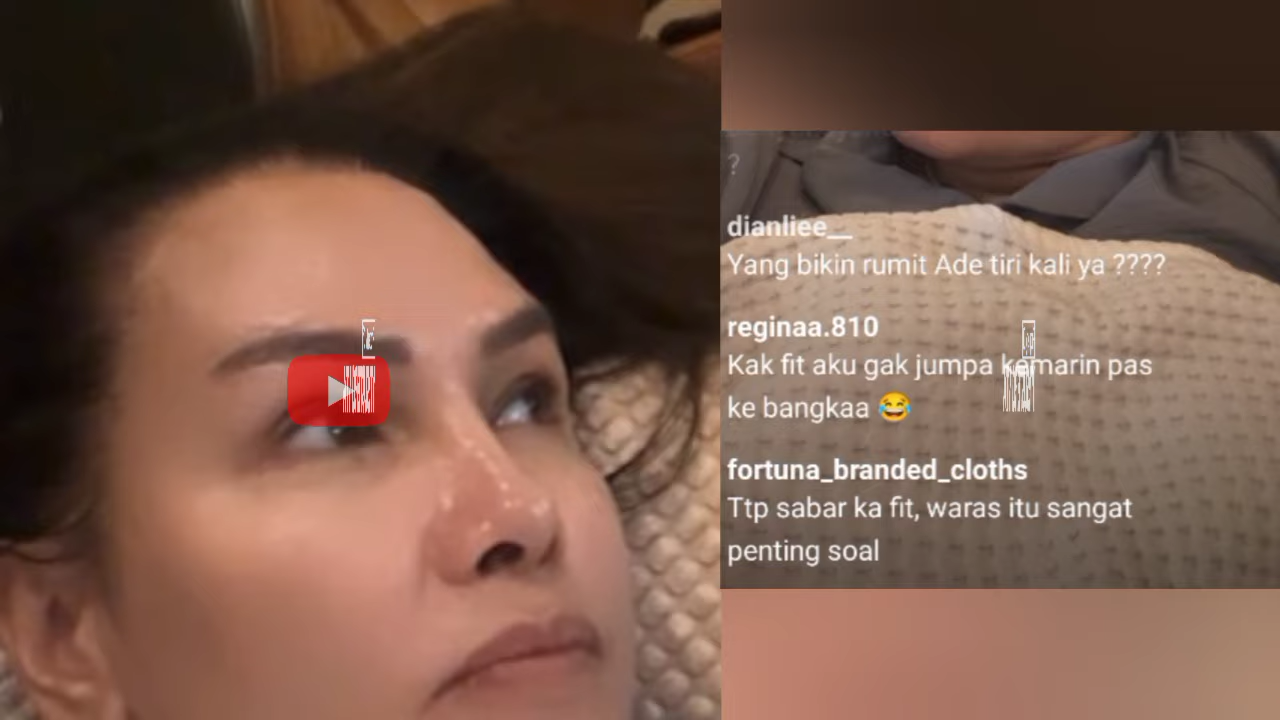 ?
dianliee__
Yang bikin rumit Ade tiri kali ya ????
reginaa.810
Kak fit aku gak jumpa kemarin pas
ke bangkaa 😂
fortuna_branded_cloths
Ttp sabar ka fit, waras itu sangat
penting soal